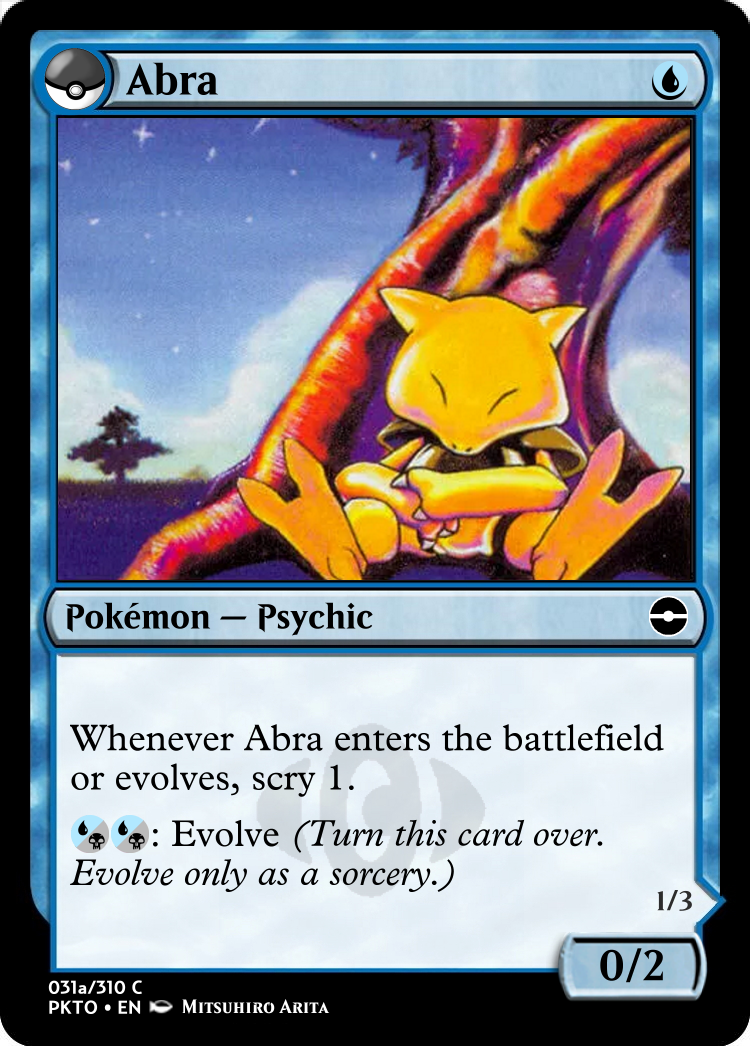 Abra
Pokémon — Psychic
Whenever Abra enters the battlefield
or evolves, scry 1.
: Evolve (Turn this card over.
Evolve only as a sorcery.)
1/3
0/2
031a/310 C
PKTO • EN Mitsuhiro Arita